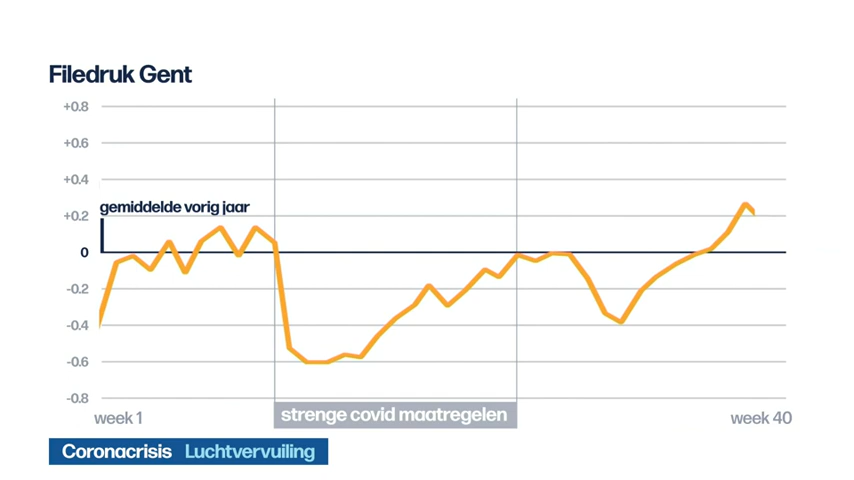 Filedruk Gent
+0.8
+0.6
+0.4
gemiddelde vorig jaar
+0.2
0
-0.2
-0.4
-0.6
-0.8
week 1
strenge covid maatregelen
week 40
Coronacrisis Luchtvervuiling